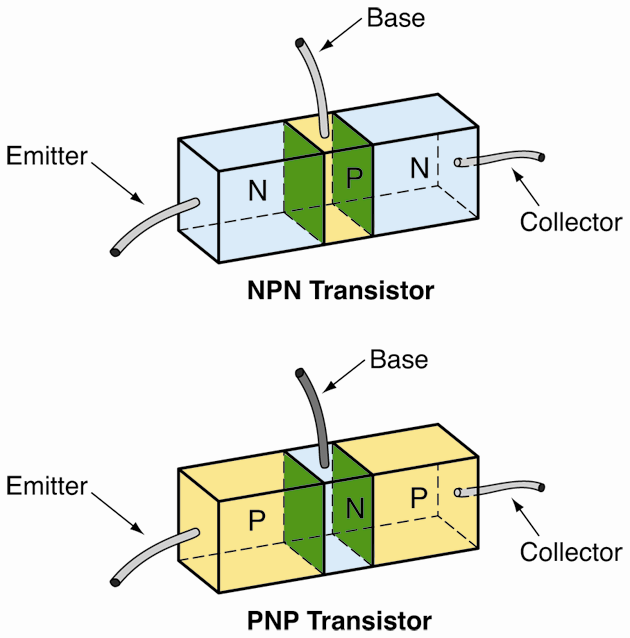 Base
Emitter
N
P
N
Collector
NPN Transistor
Base
Emitter
P
N
P
Collector
PNP Transistor